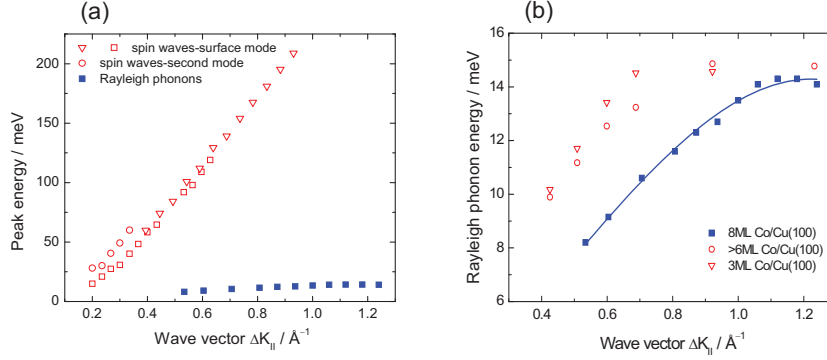 (a)
spin waves-surface mode
spin waves-second mode
Rayleigh phonons
200
150
100
50
0
0.2 0.4 0.6 0.8 1.0 1.2
Peak energy / meV
Wave vector ΔK|| / Å⁻¹
(b)
16
14
12
10
8
6
0.4 0.6 0.8 1.0 1.2
Rayleigh phonon energy / meV
8ML Co/Cu(100)
>6ML Co/Cu(100)
3ML Co/Cu(100)
Wave vector ΔK|| / Å⁻¹